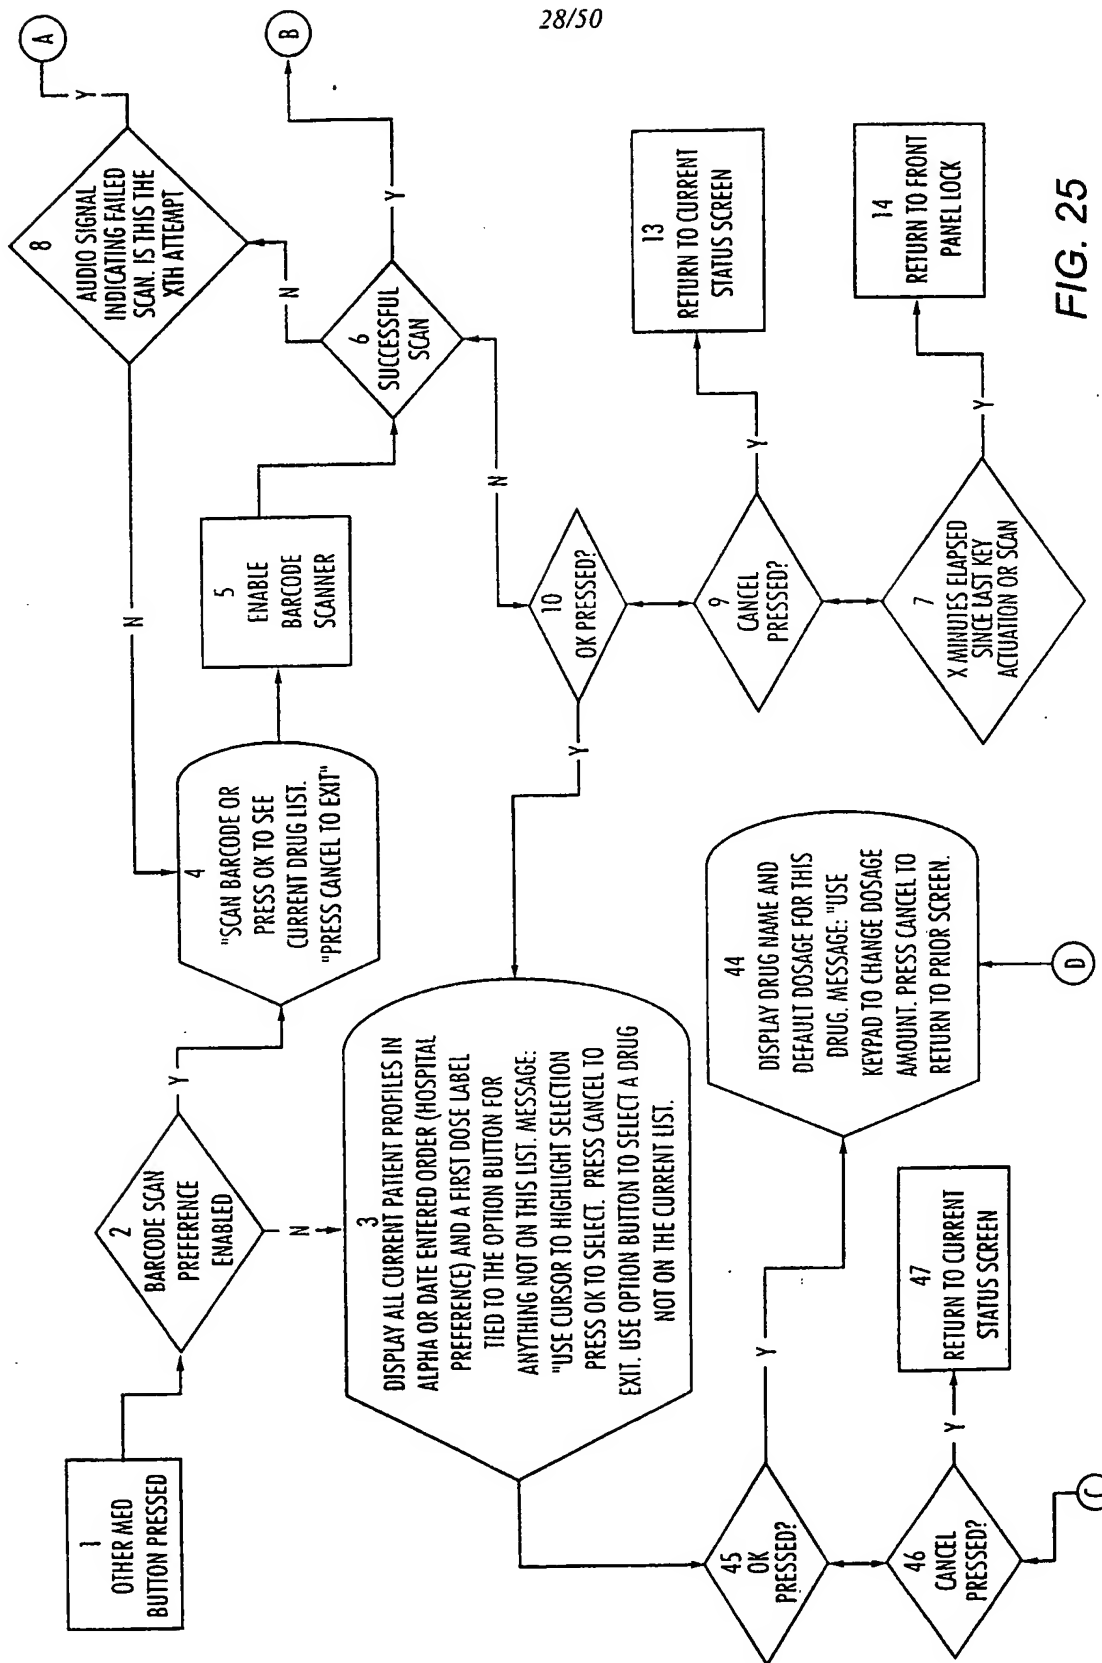 28/50
1
OTHER MED
BUTTON PRESSED
2
BARCODE SCAN
PREFERENCE
ENABLED
Y
N
4
"SCAN BARCODE OR
PRESS OK TO SEE
CURRENT DRUG LIST.
"PRESS CANCEL TO EXIT"
5
ENABLE
BARCODE
SCANNER
6
SUCCESSFUL
SCAN
N
Y
8
AUDIO SIGNAL
INDICATING FAILED
SCAN. IS THIS THE
XTH ATTEMPT
N
Y
A
B
3
DISPLAY ALL CURRENT PATIENT PROFILES IN
ALPHA OR DATE ENTERED ORDER (HOSPITAL
PREFERENCE) AND A FIRST DOSE LABEL
TIED TO THE OPTION BUTTON FOR
ANYTHING NOT ON THIS LIST. MESSAGE:
"USE CURSOR TO HIGHLIGHT SELECTION
PRESS OK TO SELECT. PRESS CANCEL TO
EXIT. USE OPTION BUTTON TO SELECT A DRUG
NOT ON THE CURRENT LIST.
N
10
OK PRESSED?
Y
9
CANCEL
PRESSED?
Y
13
RETURN TO CURRENT
STATUS SCREEN
7
X MINUTES ELAPSED
SINCE LAST KEY
ACTUATION OR SCAN
Y
14
RETURN TO FRONT
PANEL LOCK
45
OK
PRESSED?
Y
44
DISPLAY DRUG NAME AND
DEFAULT DOSAGE FOR THIS
DRUG. MESSAGE: "USE
KEYPAD TO CHANGE DOSAGE
AMOUNT. PRESS CANCEL TO
RETURN TO PRIOR SCREEN.
D
46
CANCEL
PRESSED?
Y
47
RETURN TO CURRENT
STATUS SCREEN
C
FIG. 25